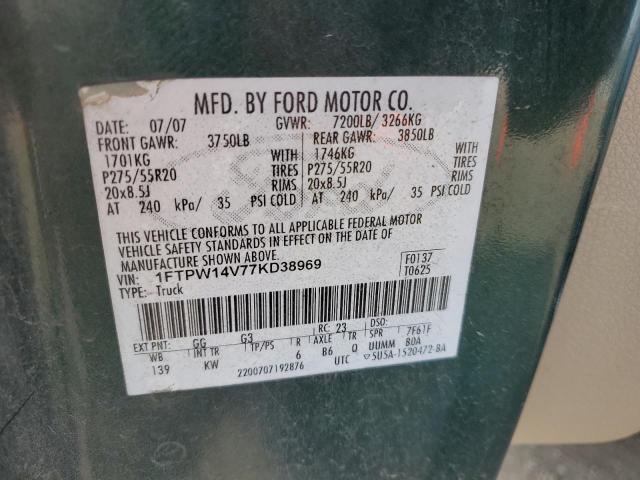 MFD. BY FORD MOTOR CO.
DATE: 07/07 GVWR: 7200LB/ 3266KG
FRONT GAWR: 3750LB REAR GAWR: 3850LB
1701KG WITH 1746KG WITH
P275/55R20 TIRES P275/55R20 TIRES
20x8.5J RIMS 20x8.5J RIMS
AT 240 kPa/ 35 PSI COLD AT 240 kPa/ 35 PSI COLD
THIS VEHICLE CONFORMS TO ALL APPLICABLE FEDERAL MOTOR
VEHICLE SAFETY STANDARDS IN EFFECT ON THE DATE OF
MANUFACTURE SHOWN ABOVE.
VIN: 1FTPW14V77KD38969 F0137
TYPE: Truck T0625
EXT PNT: GG G3 RC: 23 DSO:
WB INT TR TP/PS R AXLE TR SPR 7F61F
139 KW 6 B6 Q UUMM BOA
2200707192876 UTC 5U5A-1520472-BA
Ford